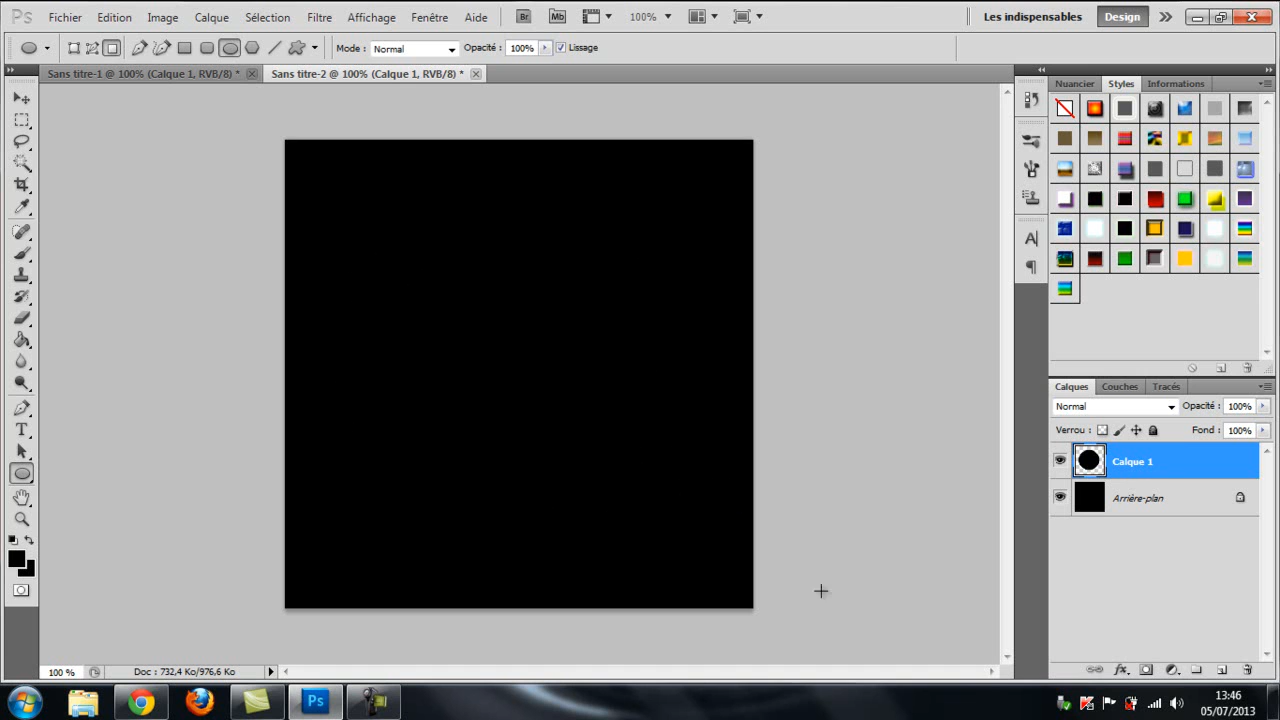 Ps Fichier Edition Image Calque Sélection Filtre Affichage Fenêtre Aide Br Mb 100% Les indispensables Design
Mode : Normal Opacité : 100% Lissage
Sans titre-1 @ 100% (Calque 1, RVB/8) * Sans titre-2 @ 100% (Calque 1, RVB/8) *
Nuancier Styles Informations
Calques Couches Tracés
Normal Opacité : 100%
Verrou : Fond : 100%
Calque 1
Arrière-plan
100 % Doc : 732,4 Ko/976,6 Ko
Ps
13:46
05/07/2013